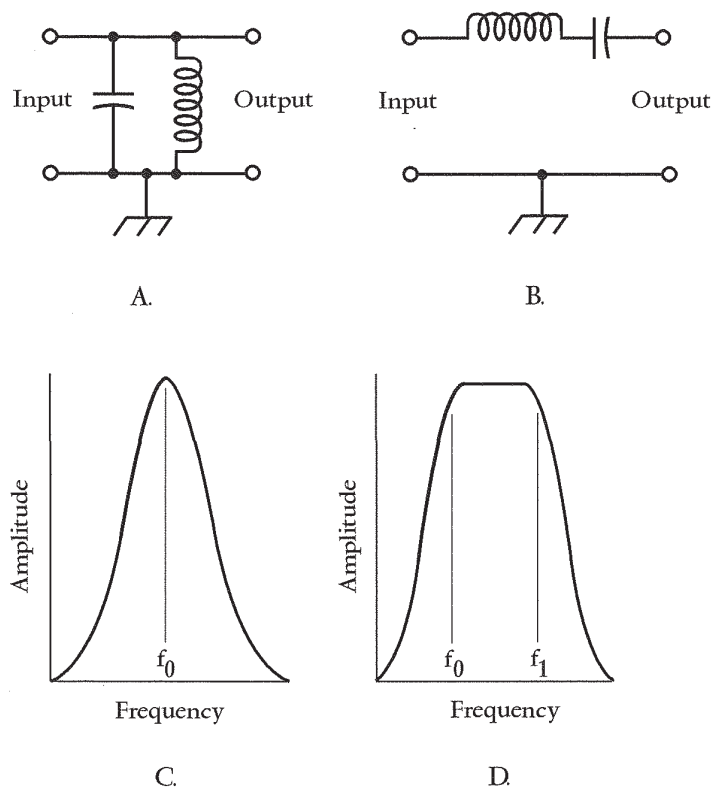 Input
Output
Input
Output
A.
B.
Amplitude
f0
Frequency
Amplitude
f0
f1
Frequency
C.
D.